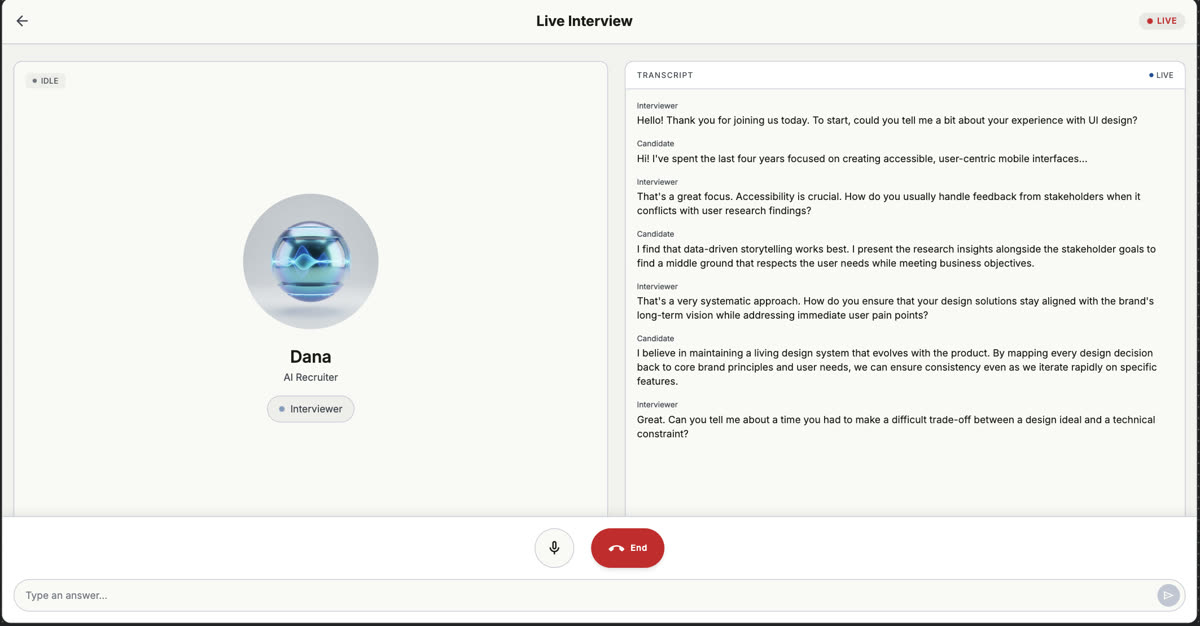 Live Interview
LIVE
IDLE
Dana
AI Recruiter
Interviewer
TRANSCRIPT
LIVE
Interviewer
Hello! Thank you for joining us today. To start, could you tell me a bit about your experience with UI design?
Candidate
Hi! I've spent the last four years focused on creating accessible, user-centric mobile interfaces...
Interviewer
That's a great focus. Accessibility is crucial. How do you usually handle feedback from stakeholders when it
conflicts with user research findings?
Candidate
I find that data-driven storytelling works best. I present the research insights alongside the stakeholder goals to
find a middle ground that respects the user needs while meeting business objectives.
Interviewer
That's a very systematic approach. How do you ensure that your design solutions stay aligned with the brand's
long-term vision while addressing immediate user pain points?
Candidate
I believe in maintaining a living design system that evolves with the product. By mapping every design decision
back to core brand principles and user needs, we can ensure consistency even as we iterate rapidly on specific
features.
Interviewer
Great. Can you tell me about a time you had to make a difficult trade-off between a design ideal and a technical
constraint?
End
Type an answer...